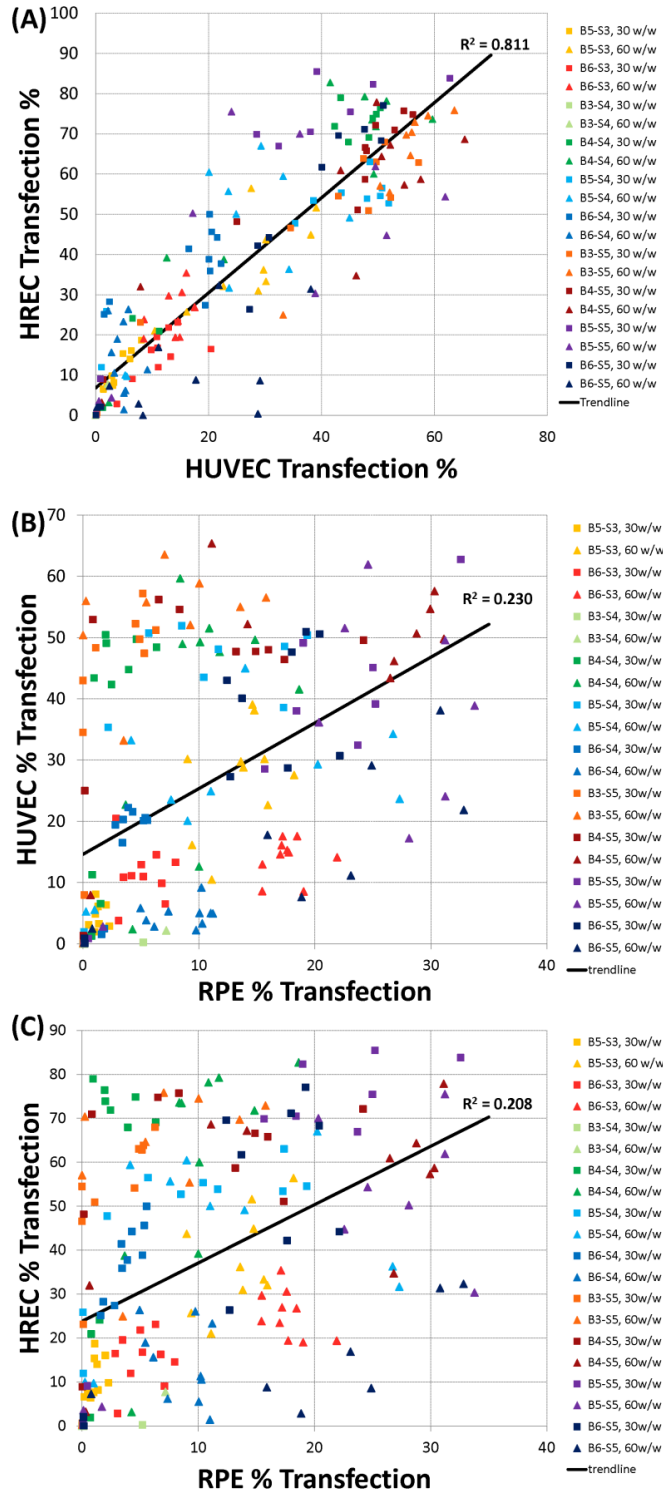 (A)
100
90
80
70
60
50
40
30
20
10
0
HREC Transfection %
R² = 0.811
0 20 40 60 80
HUVEC Transfection %
B5-S3, 30 w/w
B5-S3, 60 w/w
B6-S3, 30 w/w
B6-S3, 60 w/w
B3-S4, 30 w/w
B3-S4, 60 w/w
B4-S4, 30 w/w
B4-S4, 60 w/w
B5-S4, 30 w/w
B5-S4, 60 w/w
B6-S4, 30 w/w
B6-S4, 60 w/w
B3-S5, 30 w/w
B3-S5, 60 w/w
B4-S5, 30 w/w
B4-S5, 60 w/w
B5-S5, 30 w/w
B5-S5, 60 w/w
B6-S5, 30 w/w
B6-S5, 60 w/w
Trendline
(B)
70
60
50
40
30
20
10
0
HUVEC % Transfection
R² = 0.230
0 10 20 30 40
RPE % Transfection
B5-S3, 30w/w
B5-S3, 60 w/w
B6-S3, 30w/w
B6-S3, 60w/w
B3-S4, 30w/w
B3-S4, 60w/w
B4-S4, 30w/w
B4-S4, 60w/w
B5-S4, 30w/w
B5-S4, 60w/w
B6-S4, 30w/w
B6-S4, 60w/w
B3-S5, 30w/w
B3-S5, 60w/w
B4-S5, 30w/w
B4-S5, 60w/w
B5-S5, 30w/w
B5-S5, 60w/w
B6-S5, 30w/w
B6-S5, 60w/w
trendline
(C)
90
80
70
60
50
40
30
20
10
0
HREC % Transfection
R² = 0.208
0 10 20 30 40
RPE % Transfection
B5-S3, 30w/w
B5-S3, 60 w/w
B6-S3, 30w/w
B6-S3, 60w/w
B3-S4, 30w/w
B3-S4, 60w/w
B4-S4, 30w/w
B4-S4, 60w/w
B5-S4, 30w/w
B5-S4, 60w/w
B6-S4, 30w/w
B6-S4, 60w/w
B3-S5, 30w/w
B3-S5, 60w/w
B4-S5, 30w/w
B4-S5, 60w/w
B5-S5, 30w/w
B5-S5, 60w/w
B6-S5, 30w/w
B6-S5, 60w/w
trendline